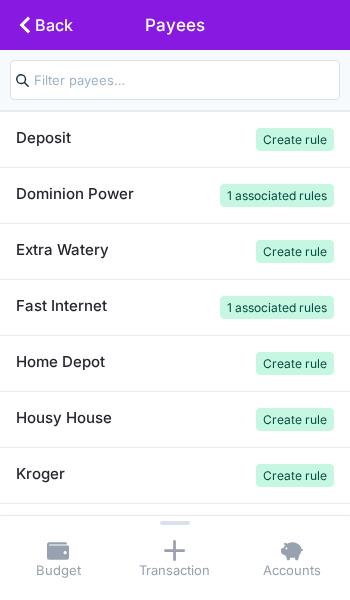 Back
Payees
Filter payees...
Deposit
Create rule
Dominion Power
1 associated rules
Extra Watery
Create rule
Fast Internet
1 associated rules
Home Depot
Create rule
Housy House
Create rule
Kroger
Create rule
Budget
Transaction
Accounts